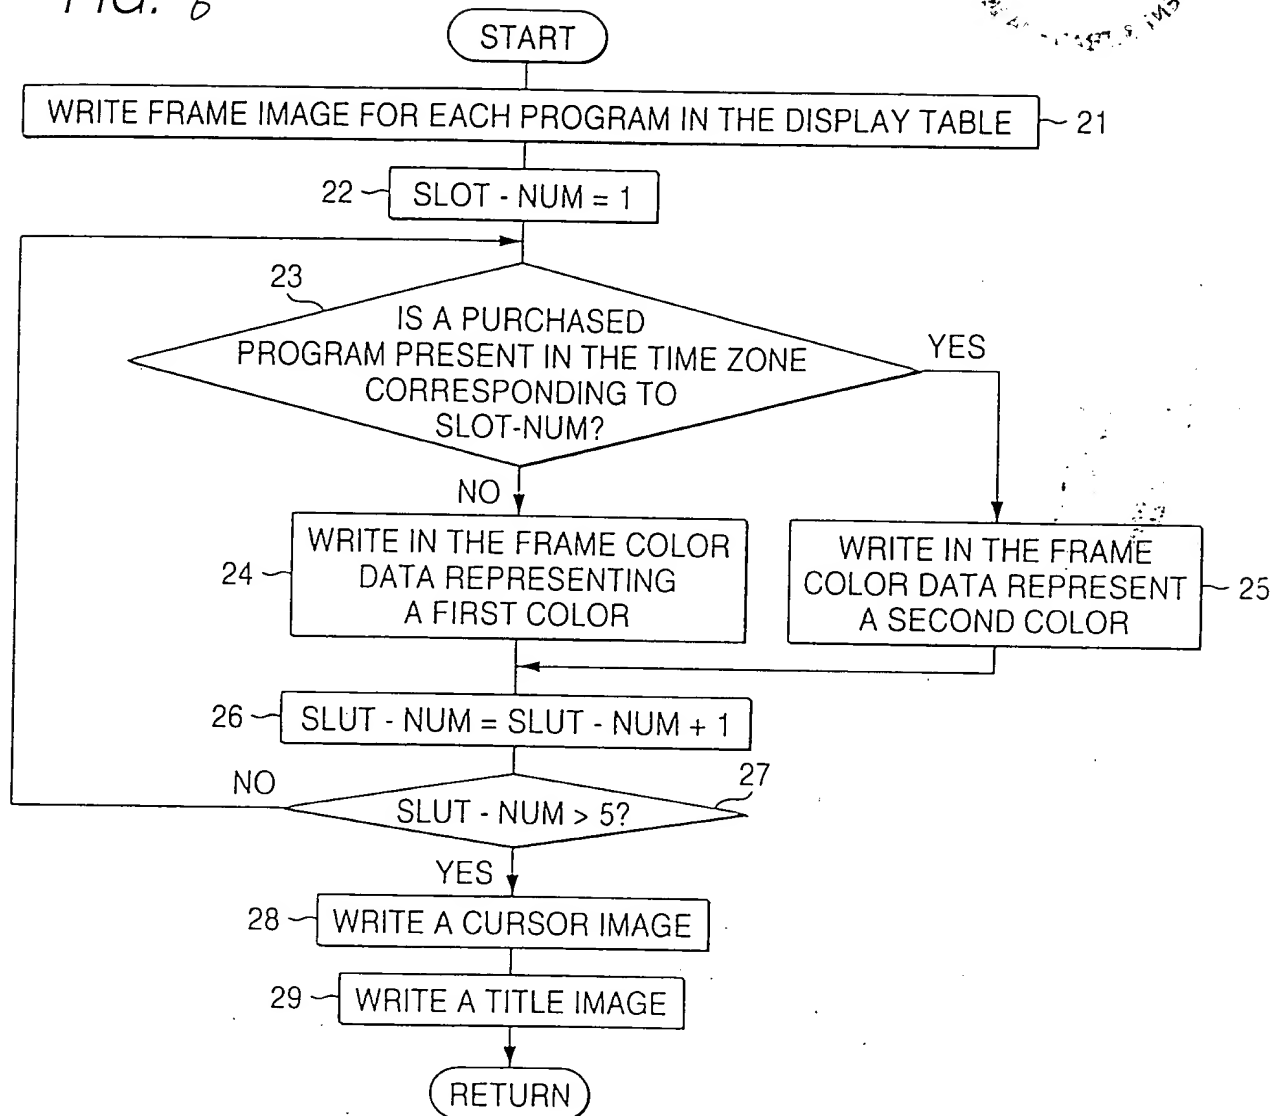 FIG. 6
START
WRITE FRAME IMAGE FOR EACH PROGRAM IN THE DISPLAY TABLE
21
22
SLOT - NUM = 1
23
IS A PURCHASED
PROGRAM PRESENT IN THE TIME ZONE
CORRESPONDING TO
SLOT-NUM?
YES
NO
24
WRITE IN THE FRAME COLOR
DATA REPRESENTING
A FIRST COLOR
WRITE IN THE FRAME
COLOR DATA REPRESENT
A SECOND COLOR
25
26
SLUT - NUM = SLUT - NUM + 1
NO
27
SLUT - NUM > 5?
YES
28
WRITE A CURSOR IMAGE
29
WRITE A TITLE IMAGE
RETURN